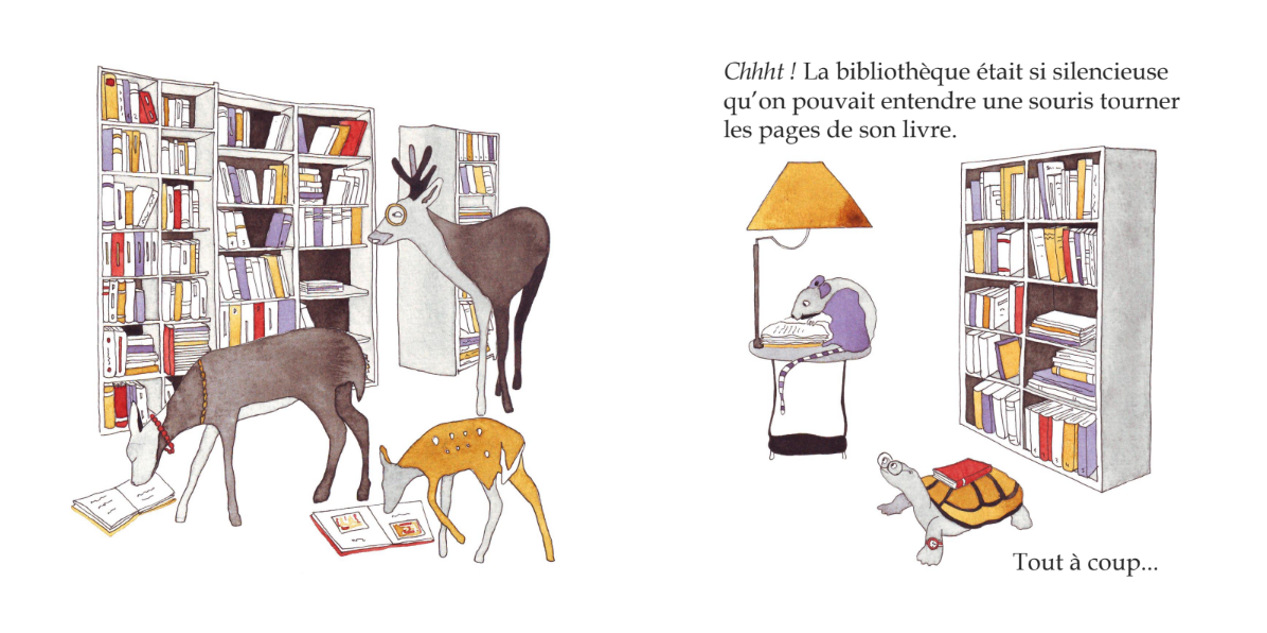 Chhht ! La bibliothèque était si silencieuse
qu'on pouvait entendre une souris tourner
les pages de son livre.
Tout à coup...